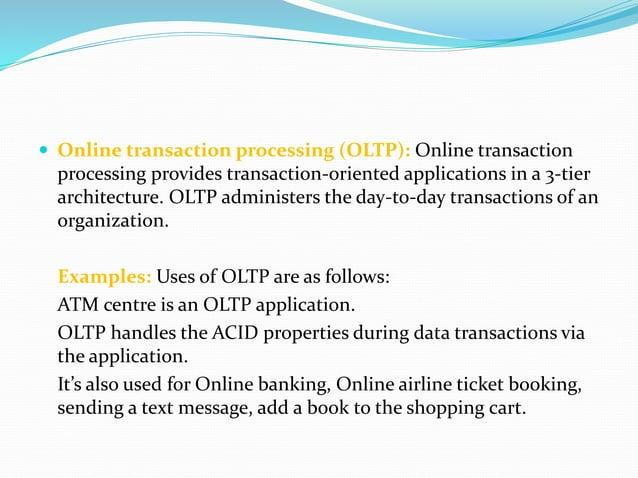 • Online transaction processing (OLTP): Online transaction
processing provides transaction-oriented applications in a 3-tier
architecture. OLTP administers the day-to-day transactions of an
organization.
Examples: Uses of OLTP are as follows:
ATM centre is an OLTP application.
OLTP handles the ACID properties during data transactions via
the application.
It’s also used for Online banking, Online airline ticket booking,
sending a text message, add a book to the shopping cart.